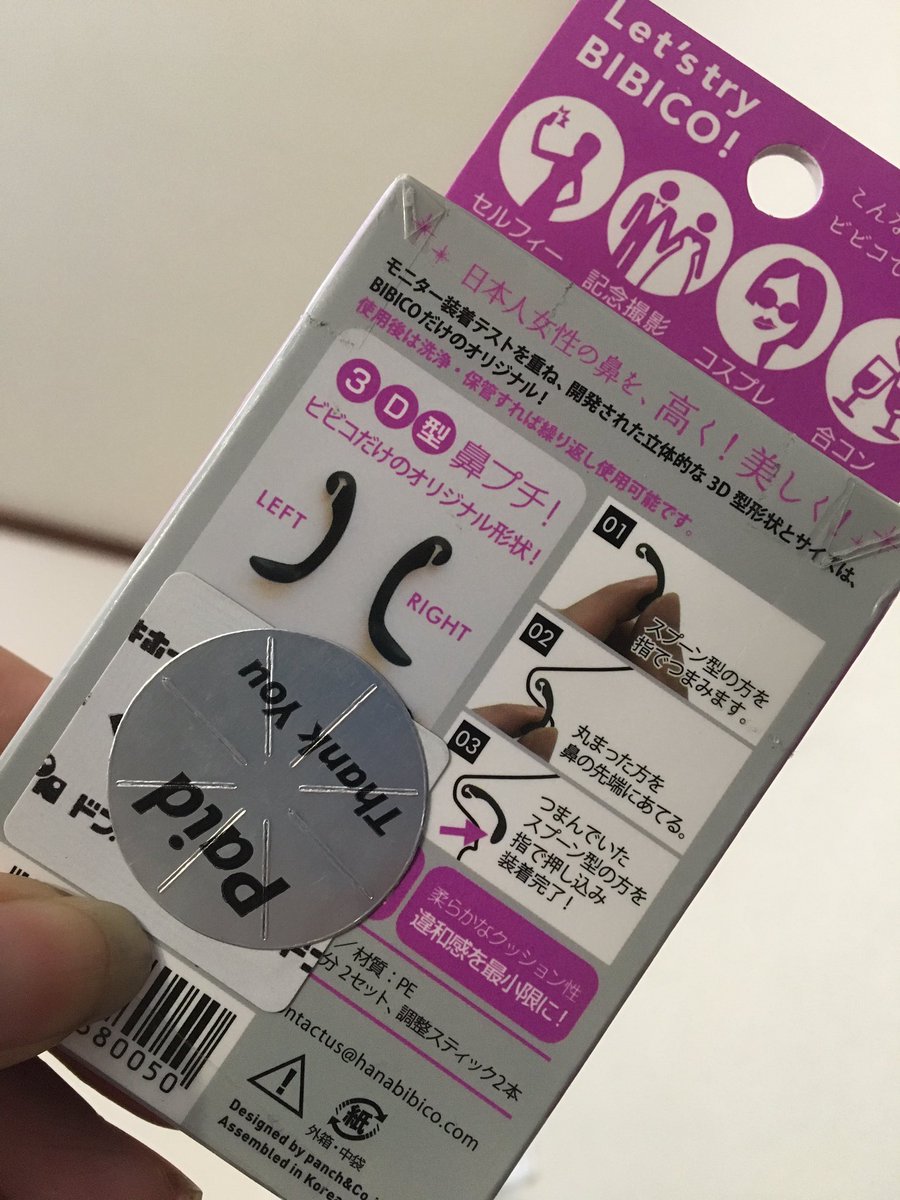 Let's try
BIBICO!
こんな
ビビコで
セルフィー
記念撮影
コスプレ
合コン
日本人女性の鼻を、高く!美しく!
モニター装着テストを重ね、開発された立体的な3D型形状とサイズは、
BIBICOだけのオリジナル!
使用後は洗浄・保管すれば繰り返し使用可能です。
3D型 鼻プチ!
ビビコだけのオリジナル形状!
LEFT
RIGHT
01
スプーン型の方を
指でつまみます。
02
丸まった方を
鼻の先端にあてる。
03
つまんでいた
スプーン型の方を
指で押し込み
装着完了!
Thank You
Paid
柔らかなクッション性
違和感を最小限に!
/材質:PE
分 2セット、調整スティック2本
ntactus@hanabibico.com
紙
外箱・中袋
Designed by panch&Co.
Assembled in Korea
80050